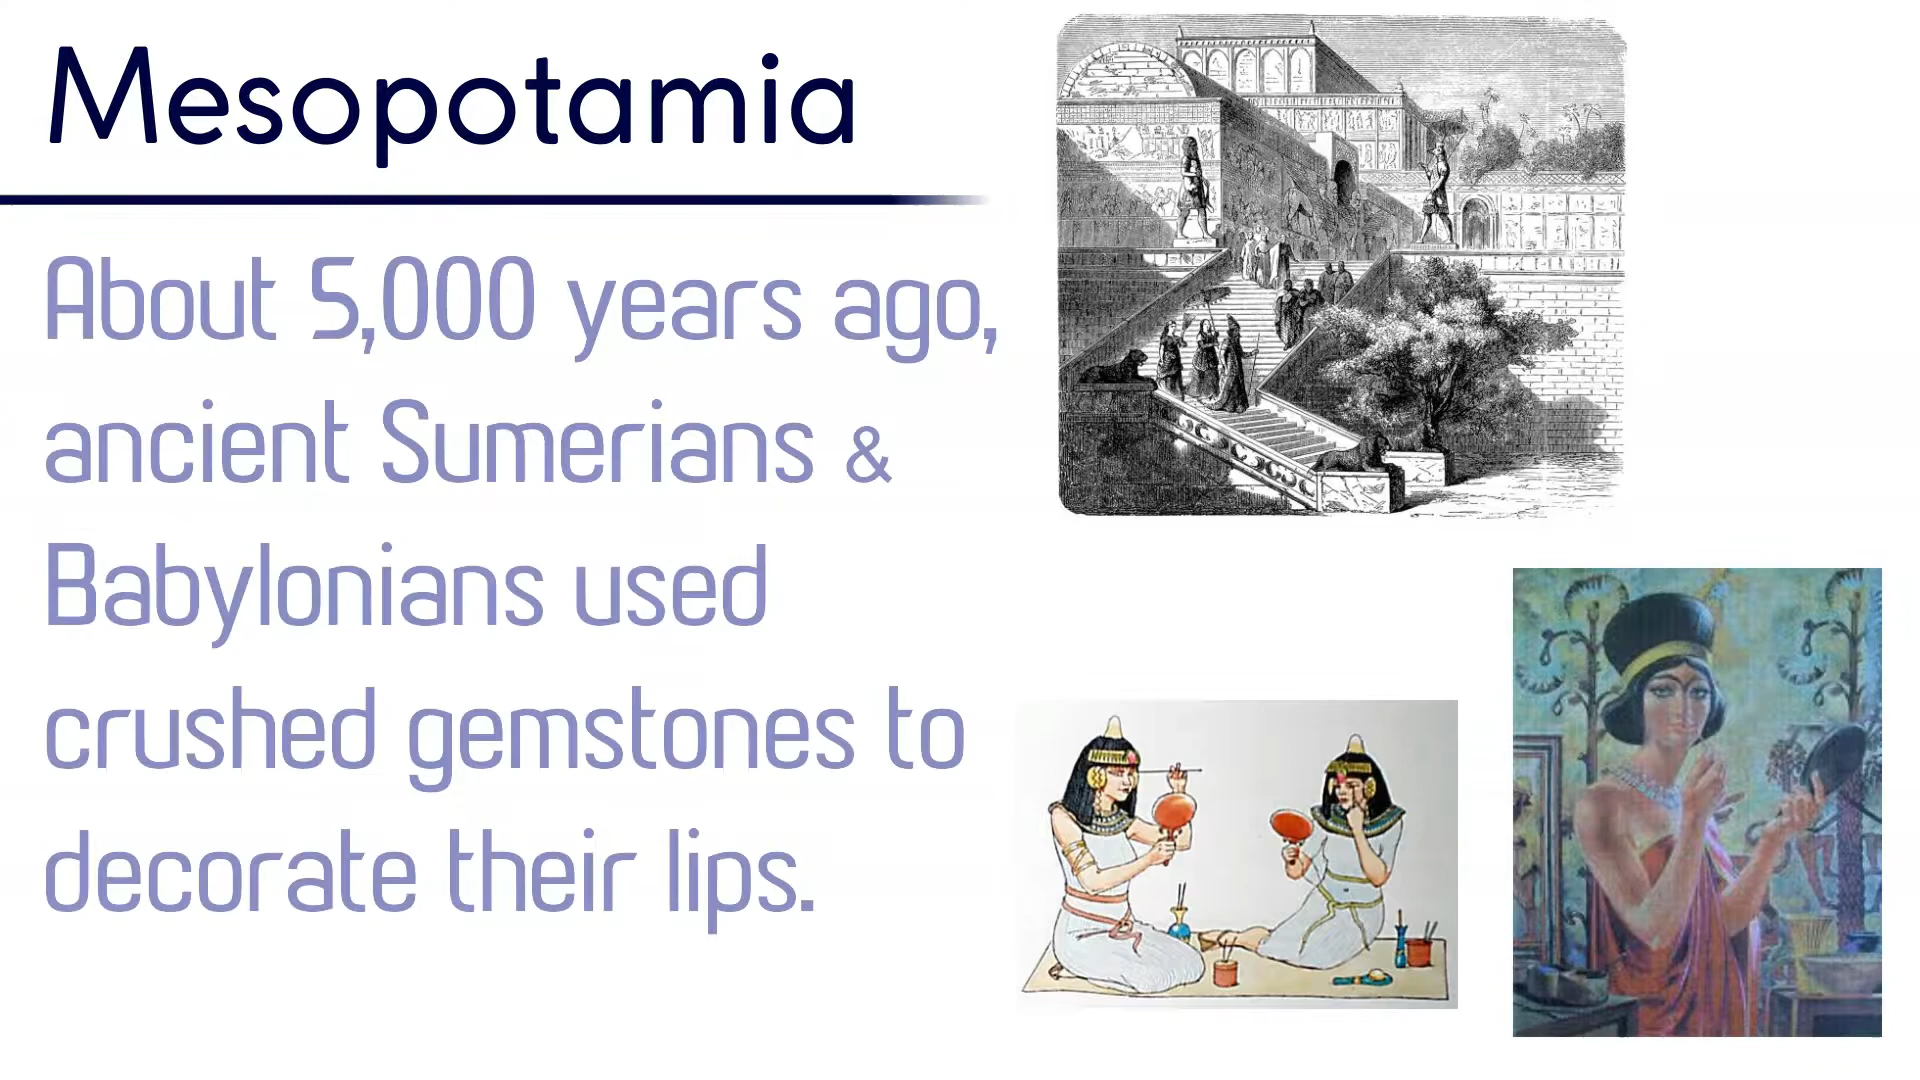 Mesopotamia
About 5,000 years ago,
ancient Sumerians &
Babylonians used
crushed gemstones to
decorate their lips.